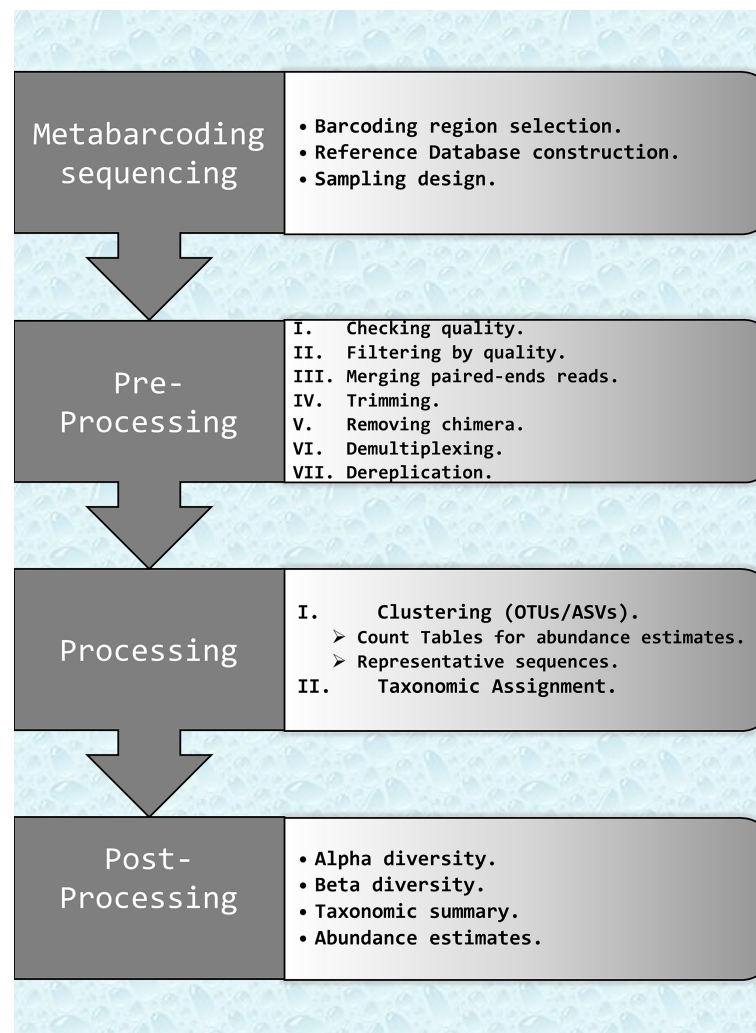 Metabarcoding
sequencing
• Barcoding region selection.
• Reference Database construction.
• Sampling design.
Pre-
Processing
I. Checking quality.
II. Filtering by quality.
III. Merging paired-ends reads.
IV. Trimming.
V. Removing chimera.
VI. Demultiplexing.
VII. Dereplication.
Processing
I. Clustering (OTUs/ASVs).
➢ Count Tables for abundance estimates.
➢ Representative sequences.
II. Taxonomic Assignment.
Post-
Processing
• Alpha diversity.
• Beta diversity.
• Taxonomic summary.
• Abundance estimates.